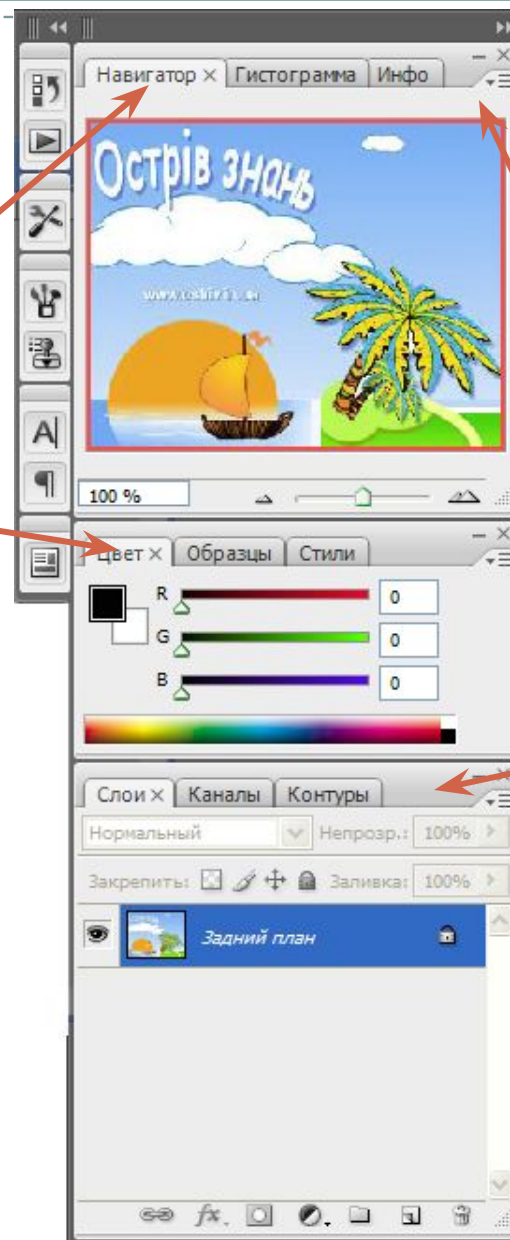 Навигатор × Гистограмма Инфо
Острів знань
100 %
Цвет × Образцы Стили
R 0
G 0
B 0
Слои × Каналы Контуры
Нормальный Непрозр.: 100%
Закрепить: Заливка: 100%
Задний план
fx.
A